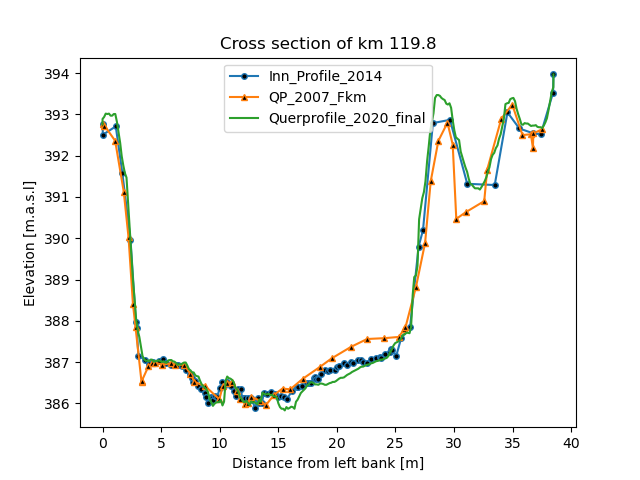 Cross section of km 119.8
Inn_Profile_2014
QP_2007_Fkm
Querprofile_2020_final
Elevation [m.a.s.l]
394
393
392
391
390
389
388
387
386
0 5 10 15 20 25 30 35 40
Distance from left bank [m]